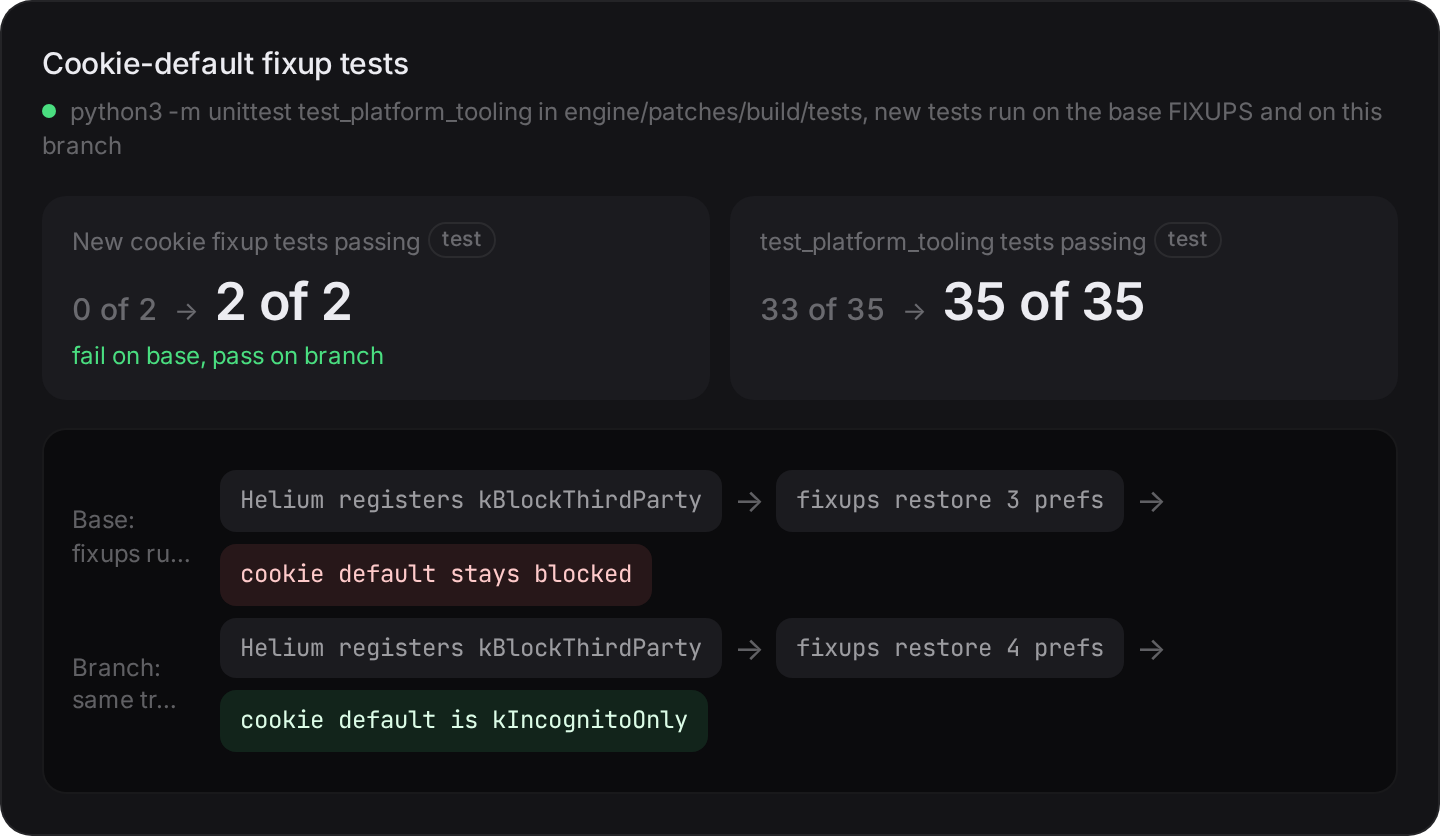 Cookie-default fixup tests
python3 -m unittest test_platform_tooling in engine/patches/build/tests, new tests run on the base FIXUPS and on this
branch
New cookie fixup tests passing test
0 of 2 → 2 of 2
fail on base, pass on branch
test_platform_tooling tests passing test
33 of 35 → 35 of 35
Base:
fixups ru...
Helium registers kBlockThirdParty → fixups restore 3 prefs →
cookie default stays blocked
Branch:
same tr...
Helium registers kBlockThirdParty → fixups restore 4 prefs →
cookie default is kIncognitoOnly